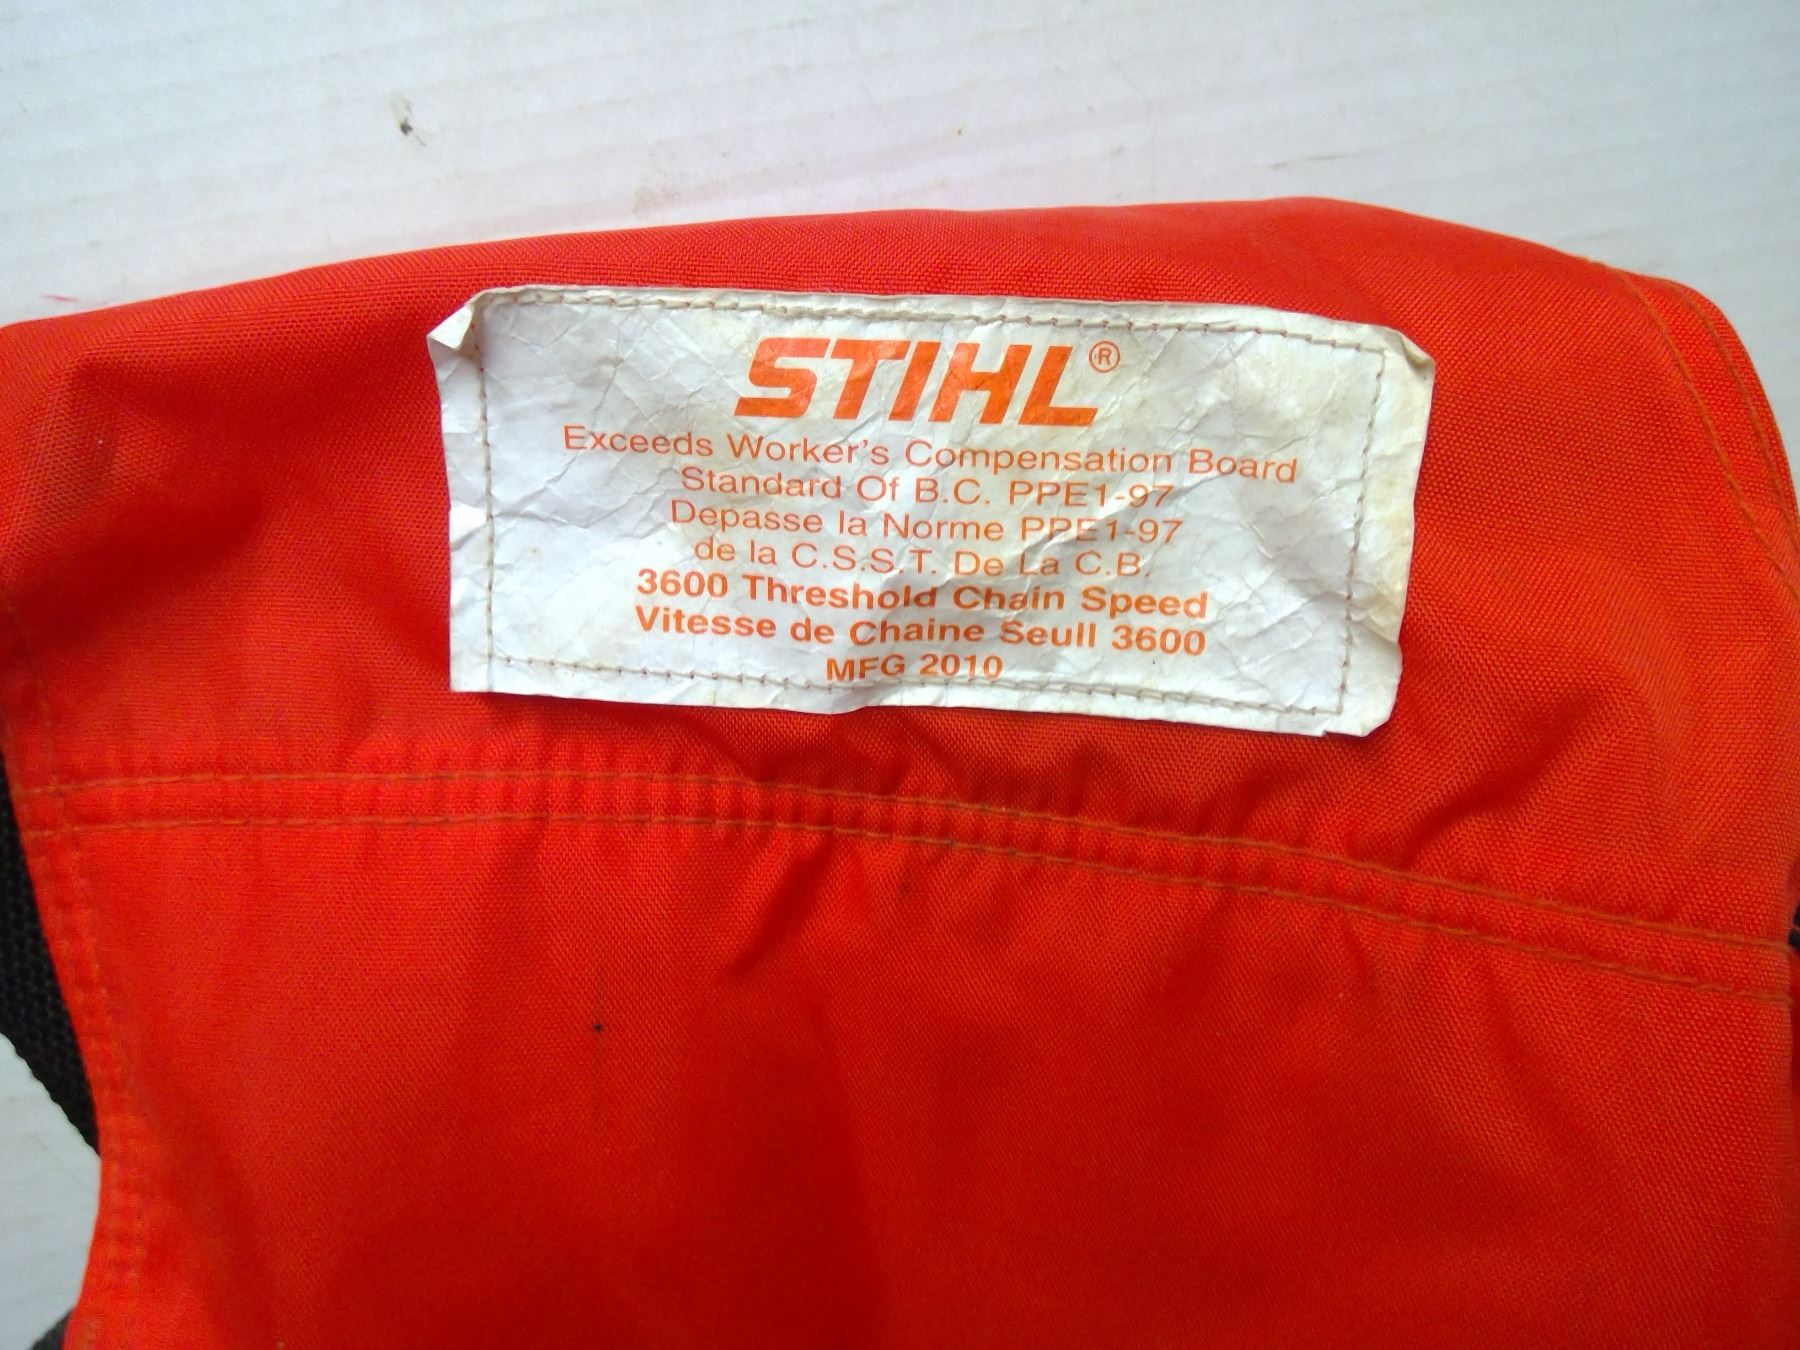 STIHL®
Exceeds Worker's Compensation Board
Standard Of B.C. PPE1-97
Depasse la Norme PPE1-97
de la C.S.S.T. De La C.B.
3600 Threshold Chain Speed
Vitesse de Chaine Seull 3600
MFG 2010